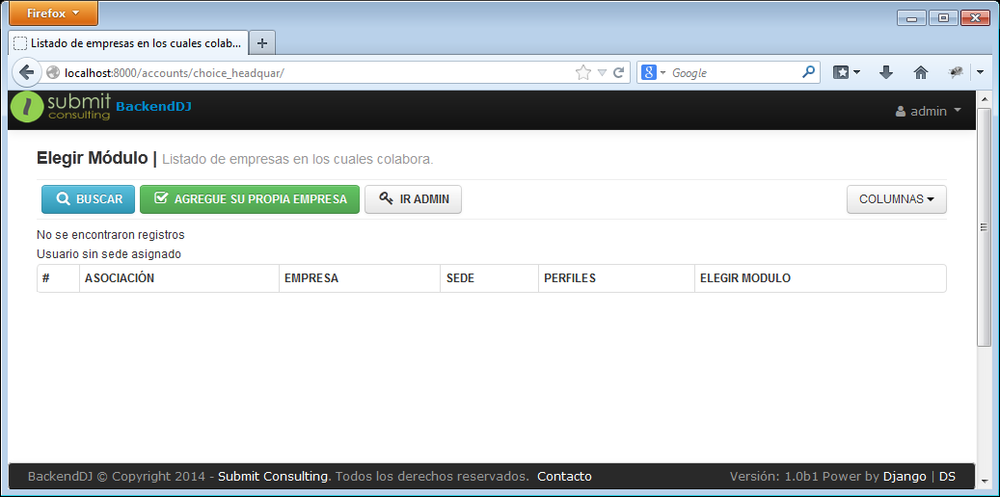 Firefox
Listado de empresas en los cuales colab...
localhost:8000/accounts/choice_headquar/
Google
submit consulting BackendDJ
admin
Elegir Módulo | Listado de empresas en los cuales colabora.
BUSCAR AGREGUE SU PROPIA EMPRESA IR ADMIN COLUMNAS
No se encontraron registros
Usuario sin sede asignado
# ASOCIACIÓN EMPRESA SEDE PERFILES ELEGIR MODULO
BackendDJ © Copyright 2014 - Submit Consulting. Todos los derechos reservados. Contacto Versión: 1.0b1 Power by Django | DS